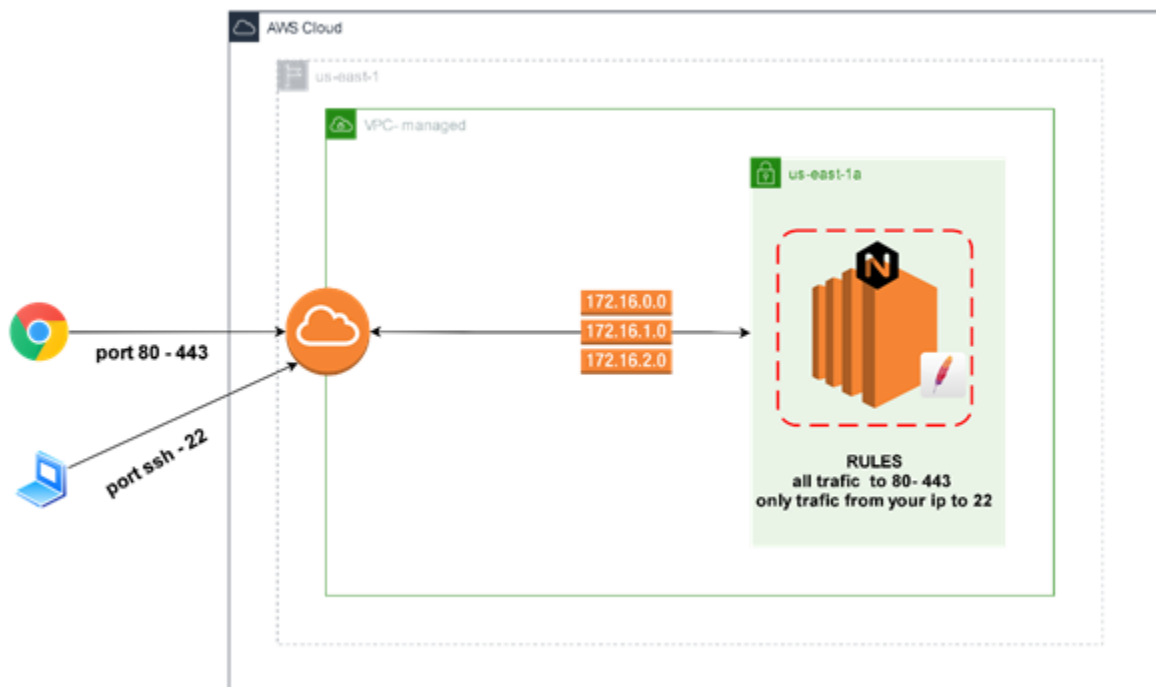 AWS Cloud
us-east-1
VPC- managed
us-east-1a
N
172.16.0.0
172.16.1.0
172.16.2.0
port 80 - 443
port ssh - 22
RULES
all trafic to 80- 443
only trafic from your ip to 22